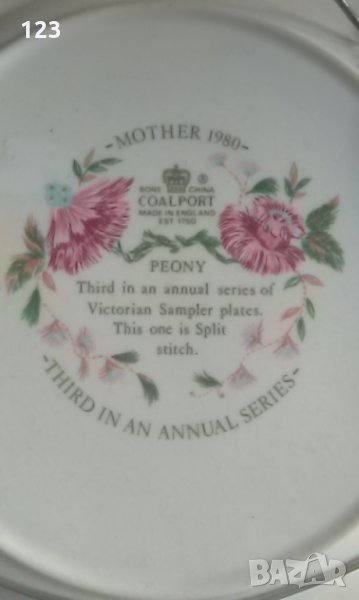 123
-MOTHER 1980-
BONE CHINA
®
COALPORT
MADE IN ENGLAND
EST 1750
PEONY
Third in an annual series of
Victorian Sampler plates.
This one is Split
stitch.
-THIRD IN AN ANNUAL SERIES-
BAZAR